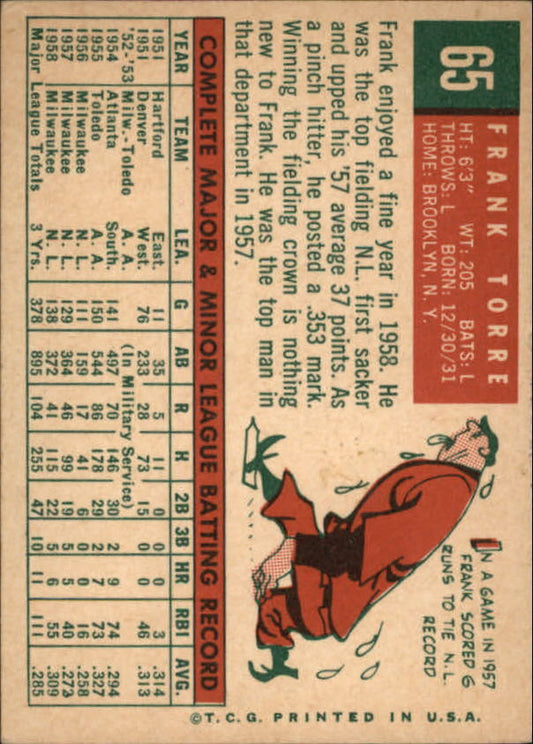 65
FRANK TORRE
HT: 6'3" WT: 205 BATS: L
THROWS: L BORN: 12/30/31
HOME: BROOKLYN, N. Y.
Frank enjoyed a fine year in 1958. He
was the top fielding N.L. first sacker
and upped his '57 average 37 points. As
a pinch hitter, he posted a .353 mark.
Winning the fielding crown is nothing
new to Frank. He was the top man in
that department in 1957.
IN A GAME IN 1957
FRANK SCORED 6
RUNS TO TIE N.L.
RECORD
COMPLETE MAJOR & MINOR LEAGUE BATTING RECORD
YEAR TEAM LEA. G AB R H 2B 3B HR RBI AVG.
1951 Hartford East. 11 35 5 11 0 0 0 3 .314
1951 Denver West. 76 233 28 73 15 0 0 46 .313
'52-'53 Milw.-Toledo A. A. (In Military Service)
1954 Atlanta South. 141 497 70 146 30 2 9 74 .294
1955 Toledo A. A. 150 544 86 178 29 2 7 73 .327
1956 Milwaukee N. L. 111 159 17 41 6 0 0 16 .258
1957 Milwaukee N. L. 129 364 46 99 19 5 5 40 .273
1958 Milwaukee N. L. 138 372 41 115 22 5 6 55 .309
Major League Totals 3 Yrs. 378 895 104 255 47 10 11 111 .285
©T.C.G. PRINTED IN U.S.A.